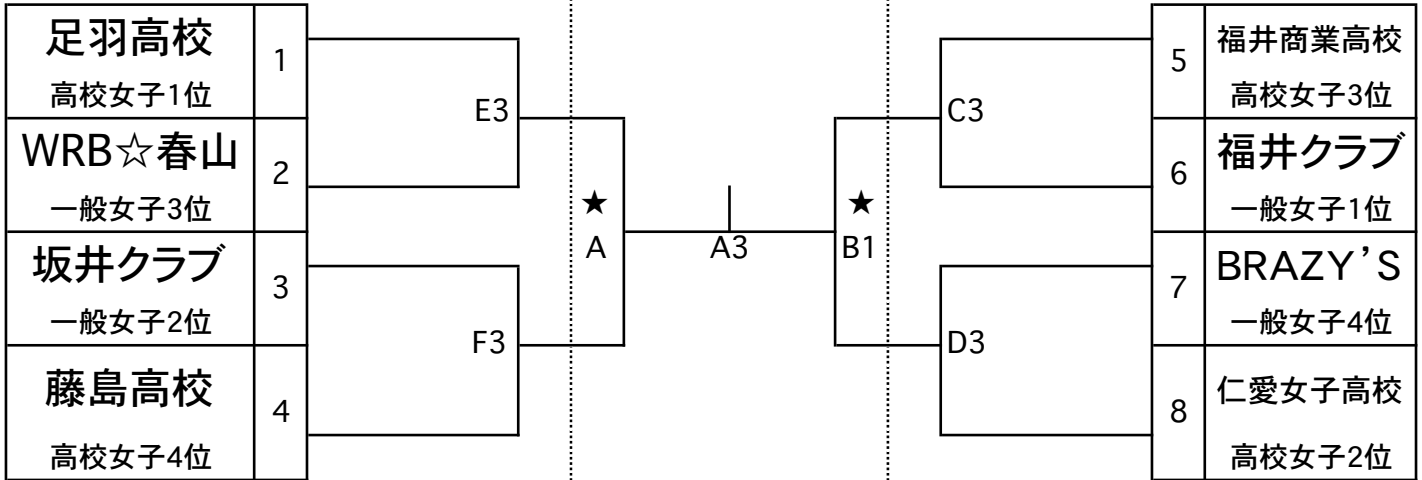 足羽高校
高校女子1位
1
WRB☆春山
一般女子3位
2
坂井クラブ
一般女子2位
3
藤島高校
高校女子4位
4
E3
F3
★
A
A3
★
B1
C3
D3
5
福井商業高校
高校女子3位
6
福井クラブ
一般女子1位
7
BRAZY’S
一般女子4位
8
仁愛女子高校
高校女子2位